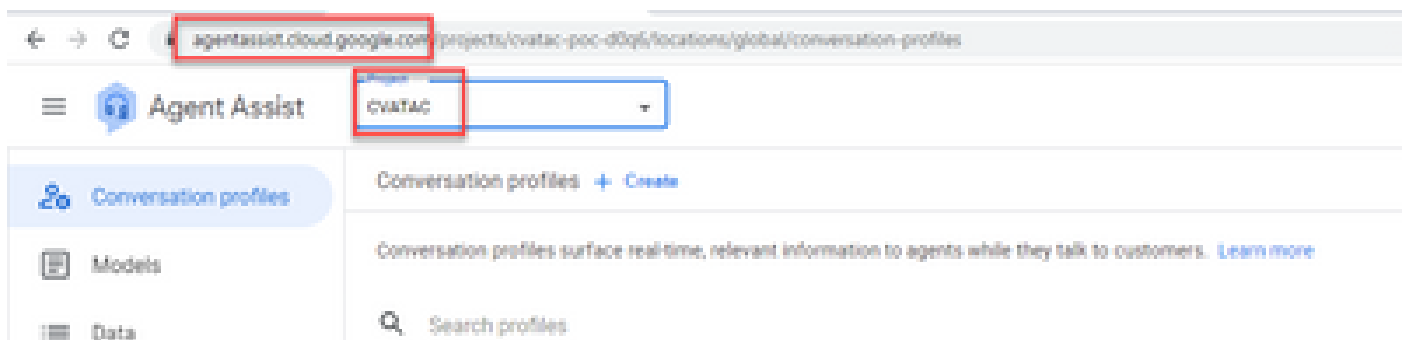 agentassist.cloud.google.com/projects/cvatac-poc-d0q6/locations/global/conversation-profiles
Agent Assist
Project
CVATAC
Conversation profiles
Conversation profiles + Create
Models
Conversation profiles surface real-time, relevant information to agents while they talk to customers. Learn more
Data
Search profiles